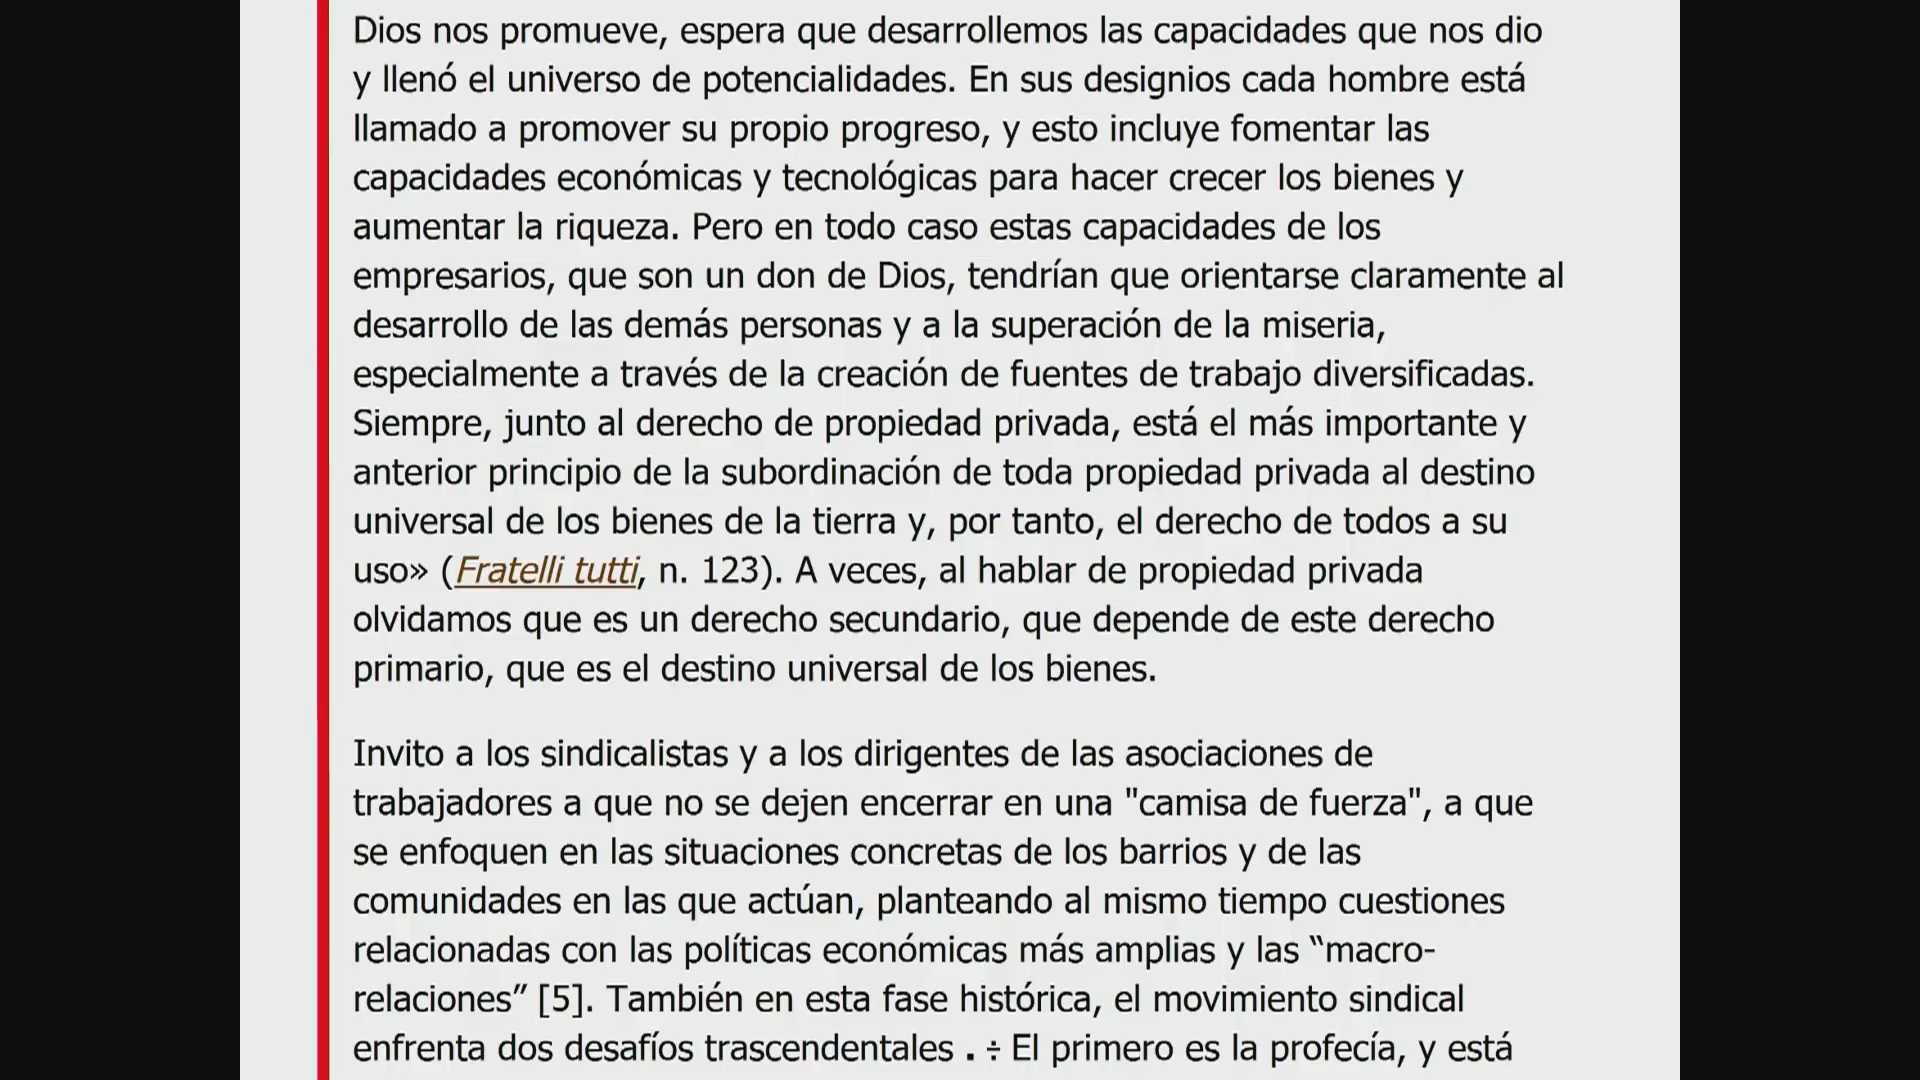 Dios nos promueve, espera que desarrollemos las capacidades que nos dio
y llenó el universo de potencialidades. En sus designios cada hombre está
llamado a promover su propio progreso, y esto incluye fomentar las
capacidades económicas y tecnológicas para hacer crecer los bienes y
aumentar la riqueza. Pero en todo caso estas capacidades de los
empresarios, que son un don de Dios, tendrían que orientarse claramente al
desarrollo de las demás personas y a la superación de la miseria,
especialmente a través de la creación de fuentes de trabajo diversificadas.
Siempre, junto al derecho de propiedad privada, está el más importante y
anterior principio de la subordinación de toda propiedad privada al destino
universal de los bienes de la tierra y, por tanto, el derecho de todos a su
uso» (Fratelli tutti, n. 123). A veces, al hablar de propiedad privada
olvidamos que es un derecho secundario, que depende de este derecho
primario, que es el destino universal de los bienes.
Invito a los sindicalistas y a los dirigentes de las asociaciones de
trabajadores a que no se dejen encerrar en una "camisa de fuerza", a que
se enfoquen en las situaciones concretas de los barrios y de las
comunidades en las que actúan, planteando al mismo tiempo cuestiones
relacionadas con las políticas económicas más amplias y las “macro-
relaciones” [5]. También en esta fase histórica, el movimiento sindical
enfrenta dos desafíos trascendentales . ÷ El primero es la profecía, y está